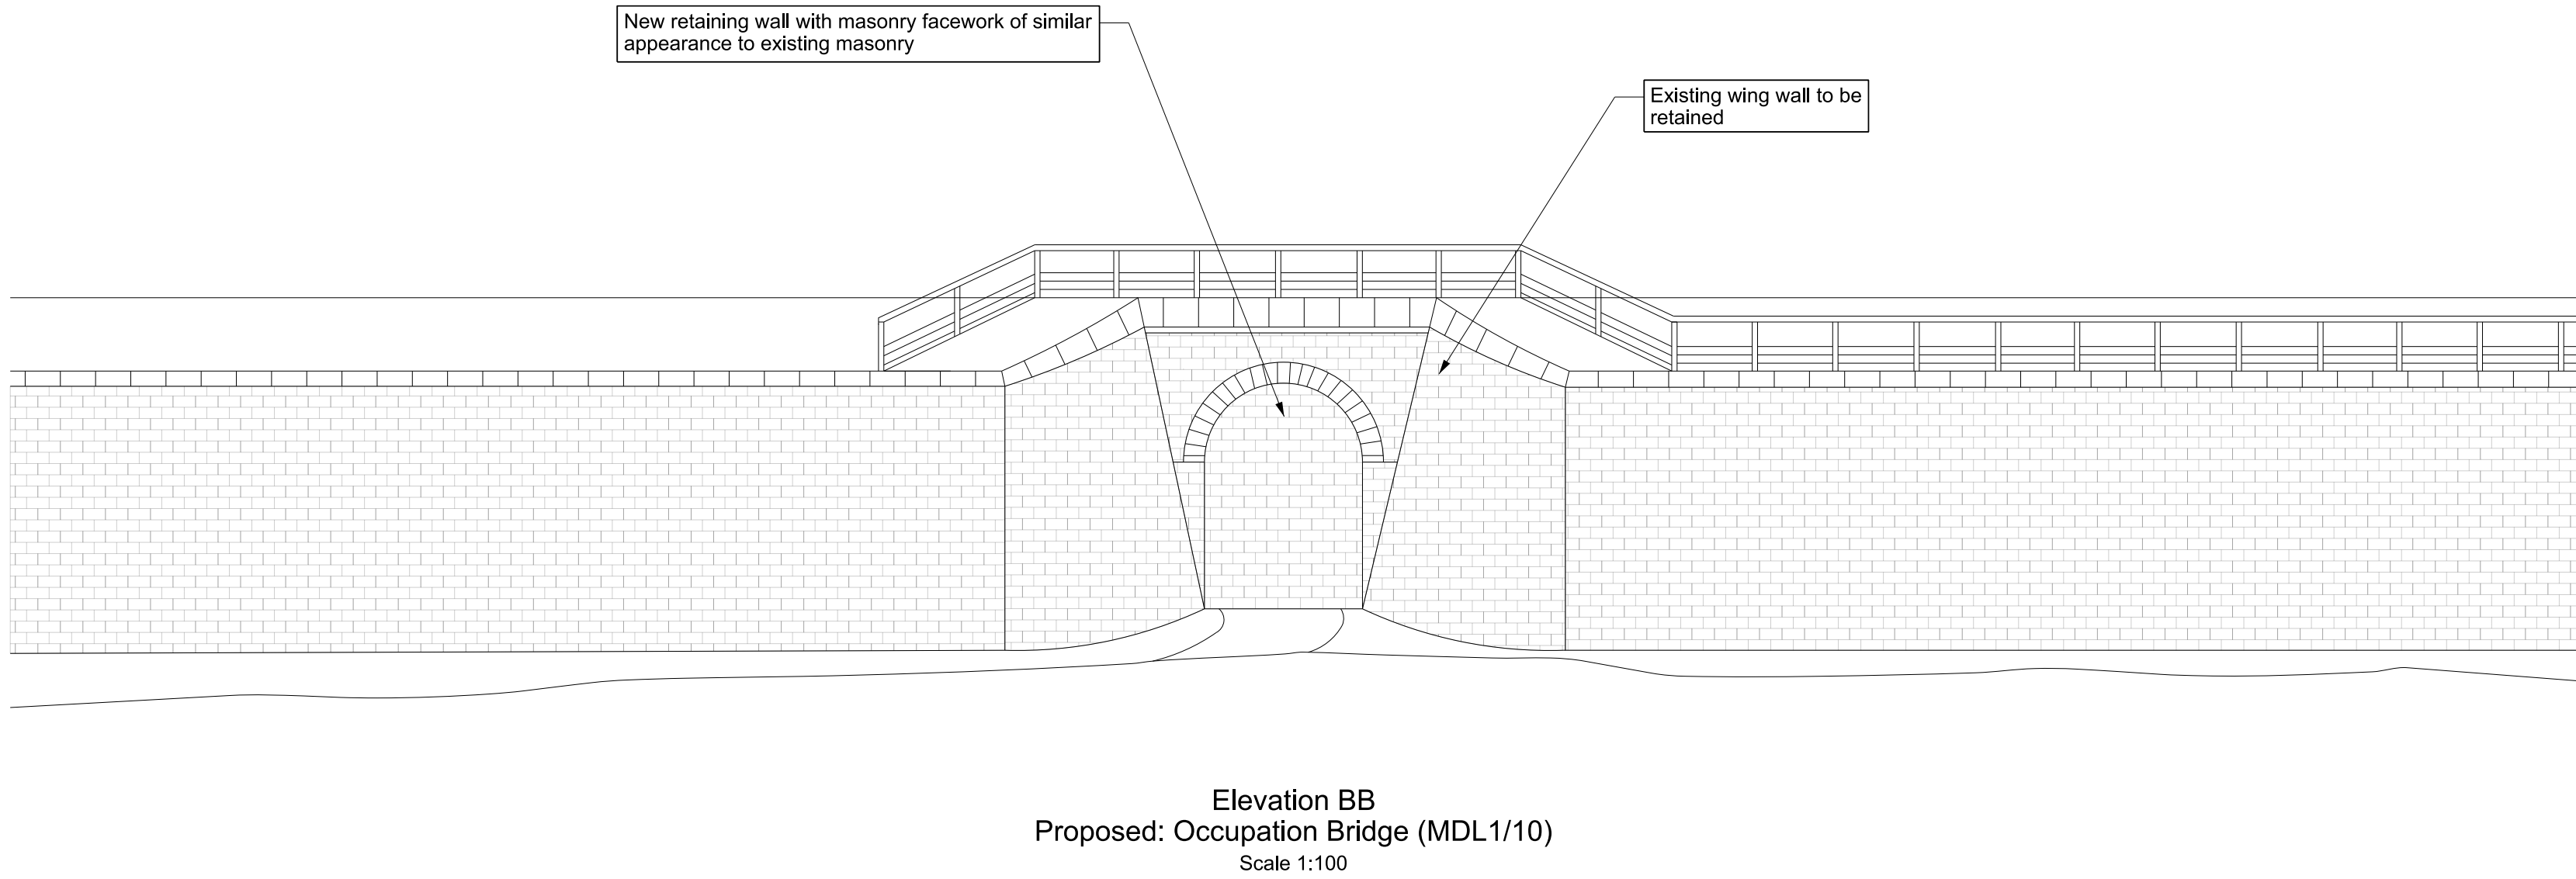 New retaining wall with masonry facework of similar
appearance to existing masonry
Existing wing wall to be
retained
Elevation BB
Proposed: Occupation Bridge (MDL1/10)
Scale 1:100